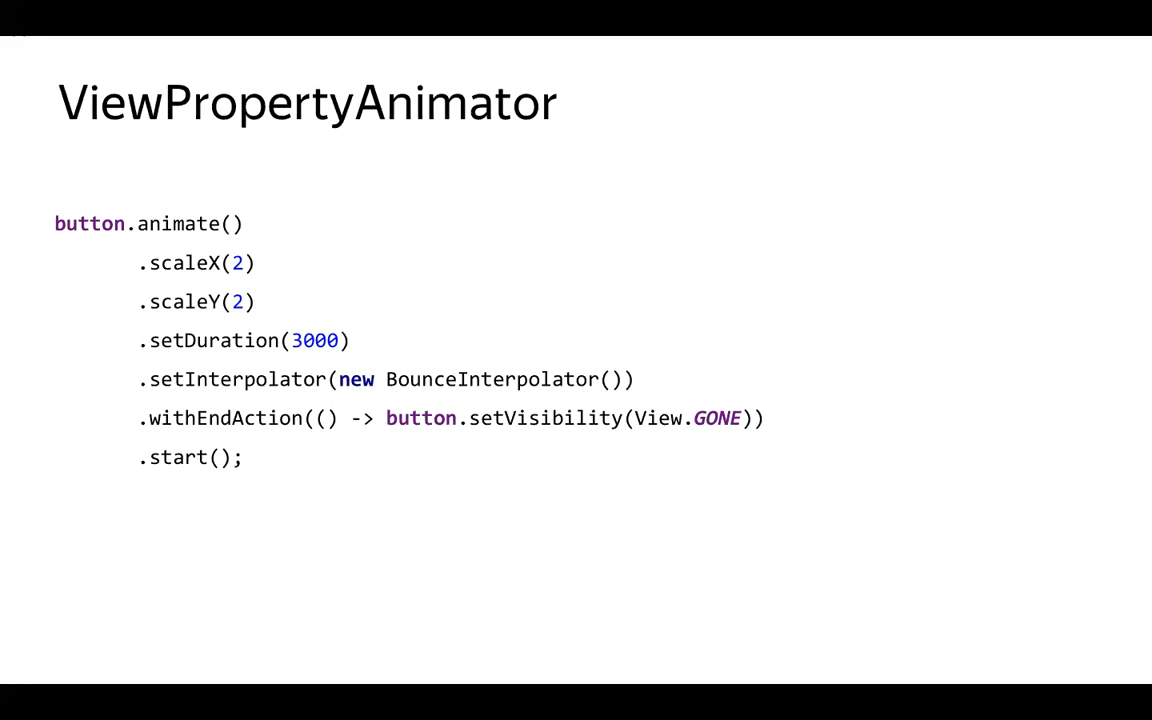 ViewPropertyAnimator
button.animate()
.scaleX(2)
.scaleY(2)
.setDuration(3000)
.setInterpolator(new BounceInterpolator())
.withEndAction(() -> button.setVisibility(View.GONE))
.start();